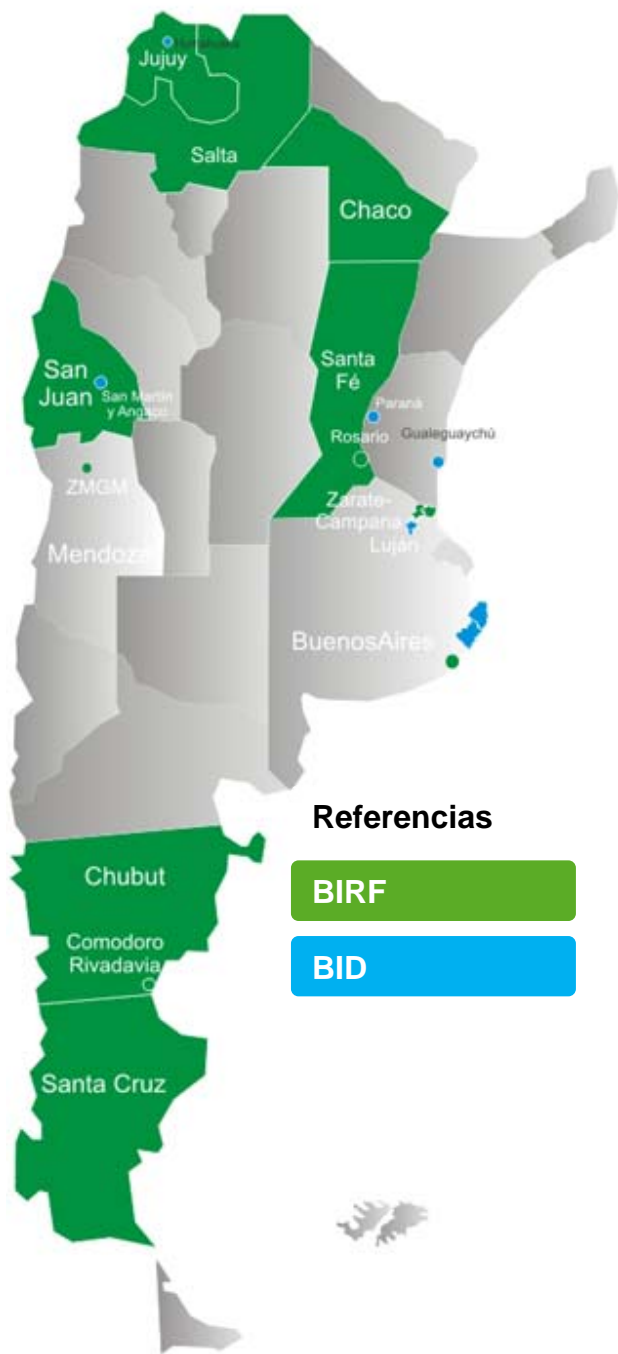 Jujuy
Salta
Chaco
San
Juan
San Martín
y Angaco
Santa
Fé
Paraná
Rosario
Gualeguaychú
ZMGM
Zarate-
Campana
Luján
Mendoza
BuenosAires
Referencias
BIRF
BID
Chubut
Comodoro
Rivadavia
Santa Cruz